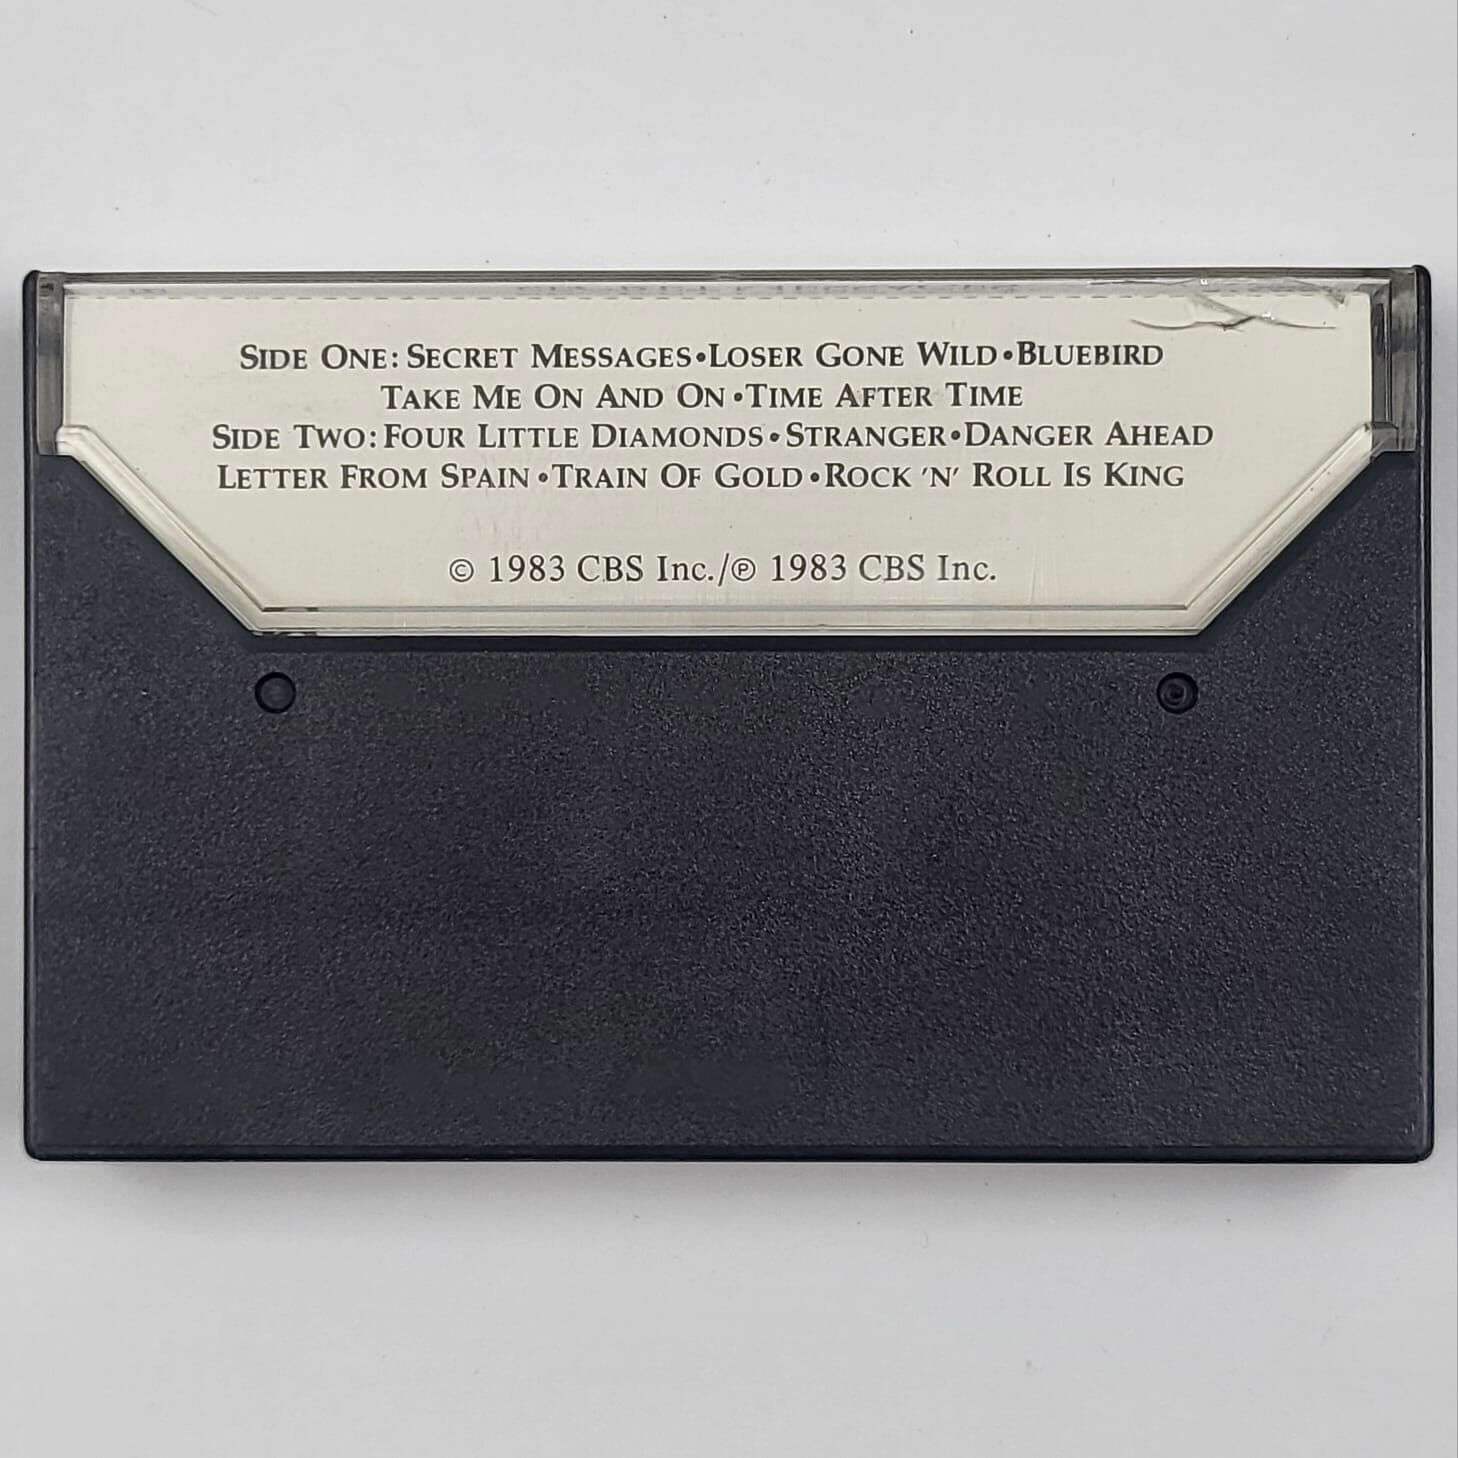 SIDE ONE: SECRET MESSAGES•LOSER GONE WILD•BLUEBIRD
TAKE ME ON AND ON•TIME AFTER TIME
SIDE TWO: FOUR LITTLE DIAMONDS•STRANGER•DANGER AHEAD
LETTER FROM SPAIN•TRAIN OF GOLD•ROCK 'N' ROLL IS KING
© 1983 CBS Inc./℗ 1983 CBS Inc.